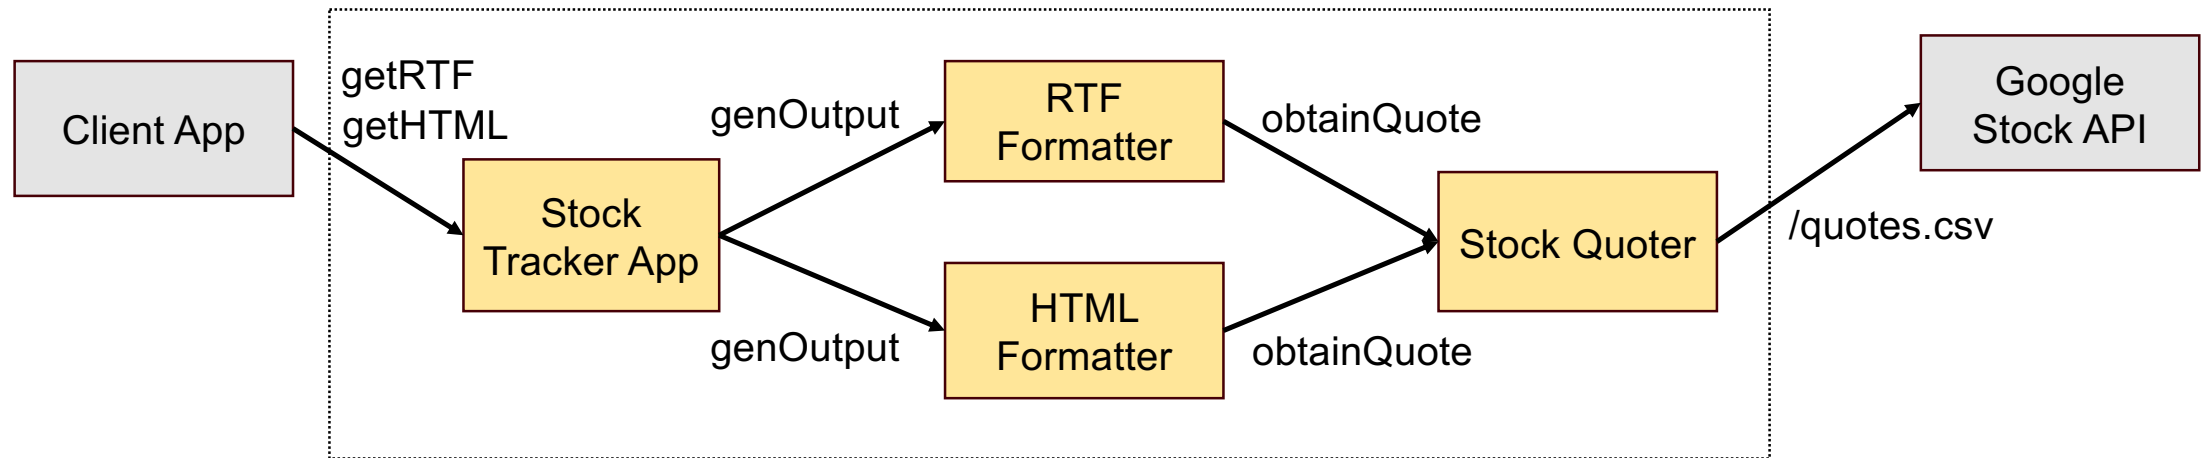 Client App
getRTF
getHTML
Stock
Tracker App
genOutput
genOutput
RTF
Formatter
HTML
Formatter
obtainQuote
obtainQuote
Stock Quoter
/quotes.csv
Google
Stock API